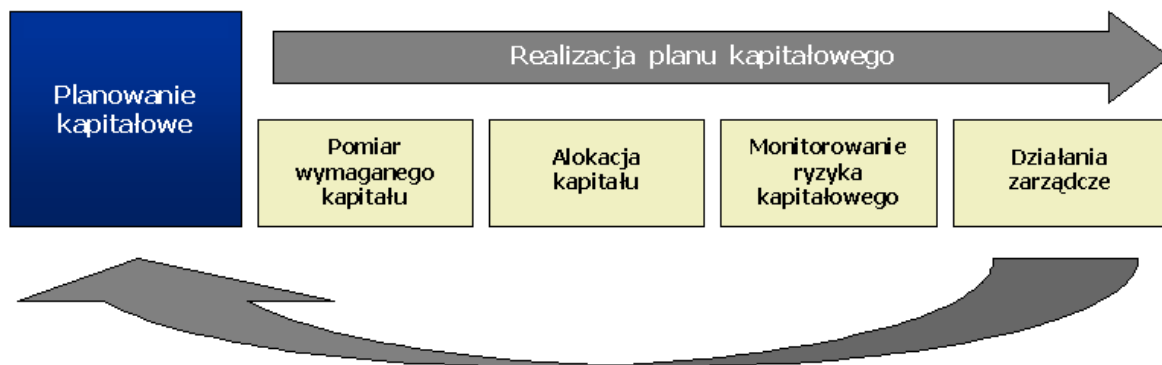 Planowanie
kapitałowe
Realizacja planu kapitałowego
Pomiar
wymaganego
kapitału
Alokacja
kapitału
Monitorowanie
ryzyka
kapitałowego
Działania
zarządcze